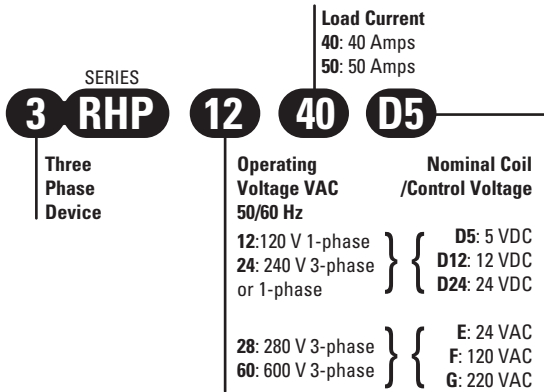 Load Current
40: 40 Amps
50: 50 Amps
SERIES
3 RHP 12 40 D5
Three
Phase
Device
Operating
Voltage VAC
50/60 Hz
12:120 V 1-phase
24: 240 V 3-phase
or 1-phase
28: 280 V 3-phase
60: 600 V 3-phase
Nominal Coil
/Control Voltage
D5: 5 VDC
D12: 12 VDC
D24: 24 VDC
E: 24 VAC
F: 120 VAC
G: 220 VAC